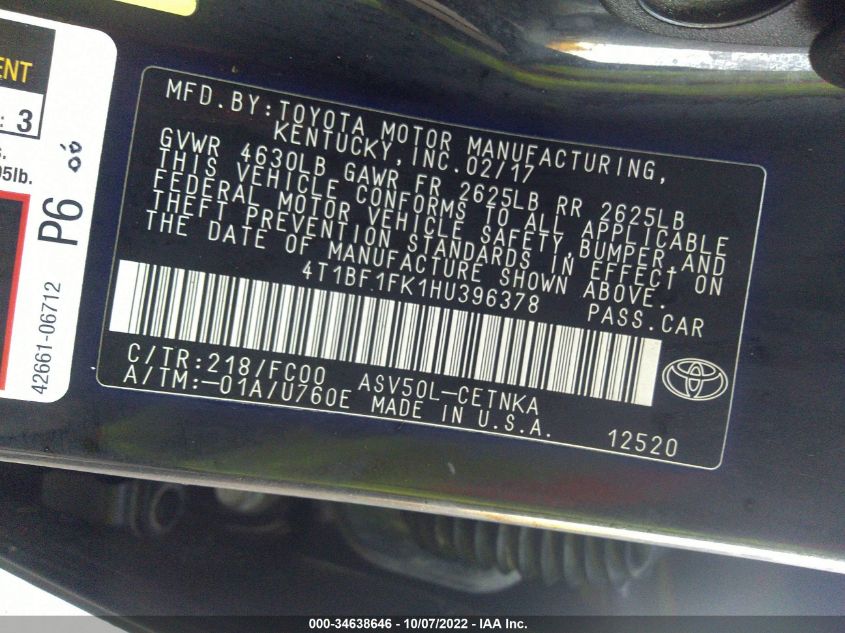 MFD. BY: TOYOTA MOTOR MANUFACTURING,
KENTUCKY, INC. 02/17
GVWR 4630LB GAWR FR 2625LB RR 2625LB
THIS VEHICLE CONFORMS TO ALL APPLICABLE
FEDERAL MOTOR VEHICLE SAFETY, BUMPER AND
THEFT PREVENTION STANDARDS IN EFFECT ON
THE DATE OF MANUFACTURE SHOWN ABOVE.
4T1BF1FK1HU396378 PASS. CAR
C/TR: 218/FC00 ASV50L-CETNKA
A/TM: -01A/U760E MADE IN U.S.A.
12520
: 3
5lb.
P6
42661-06712
000-34638646 - 10/07/2022 - IAA Inc.